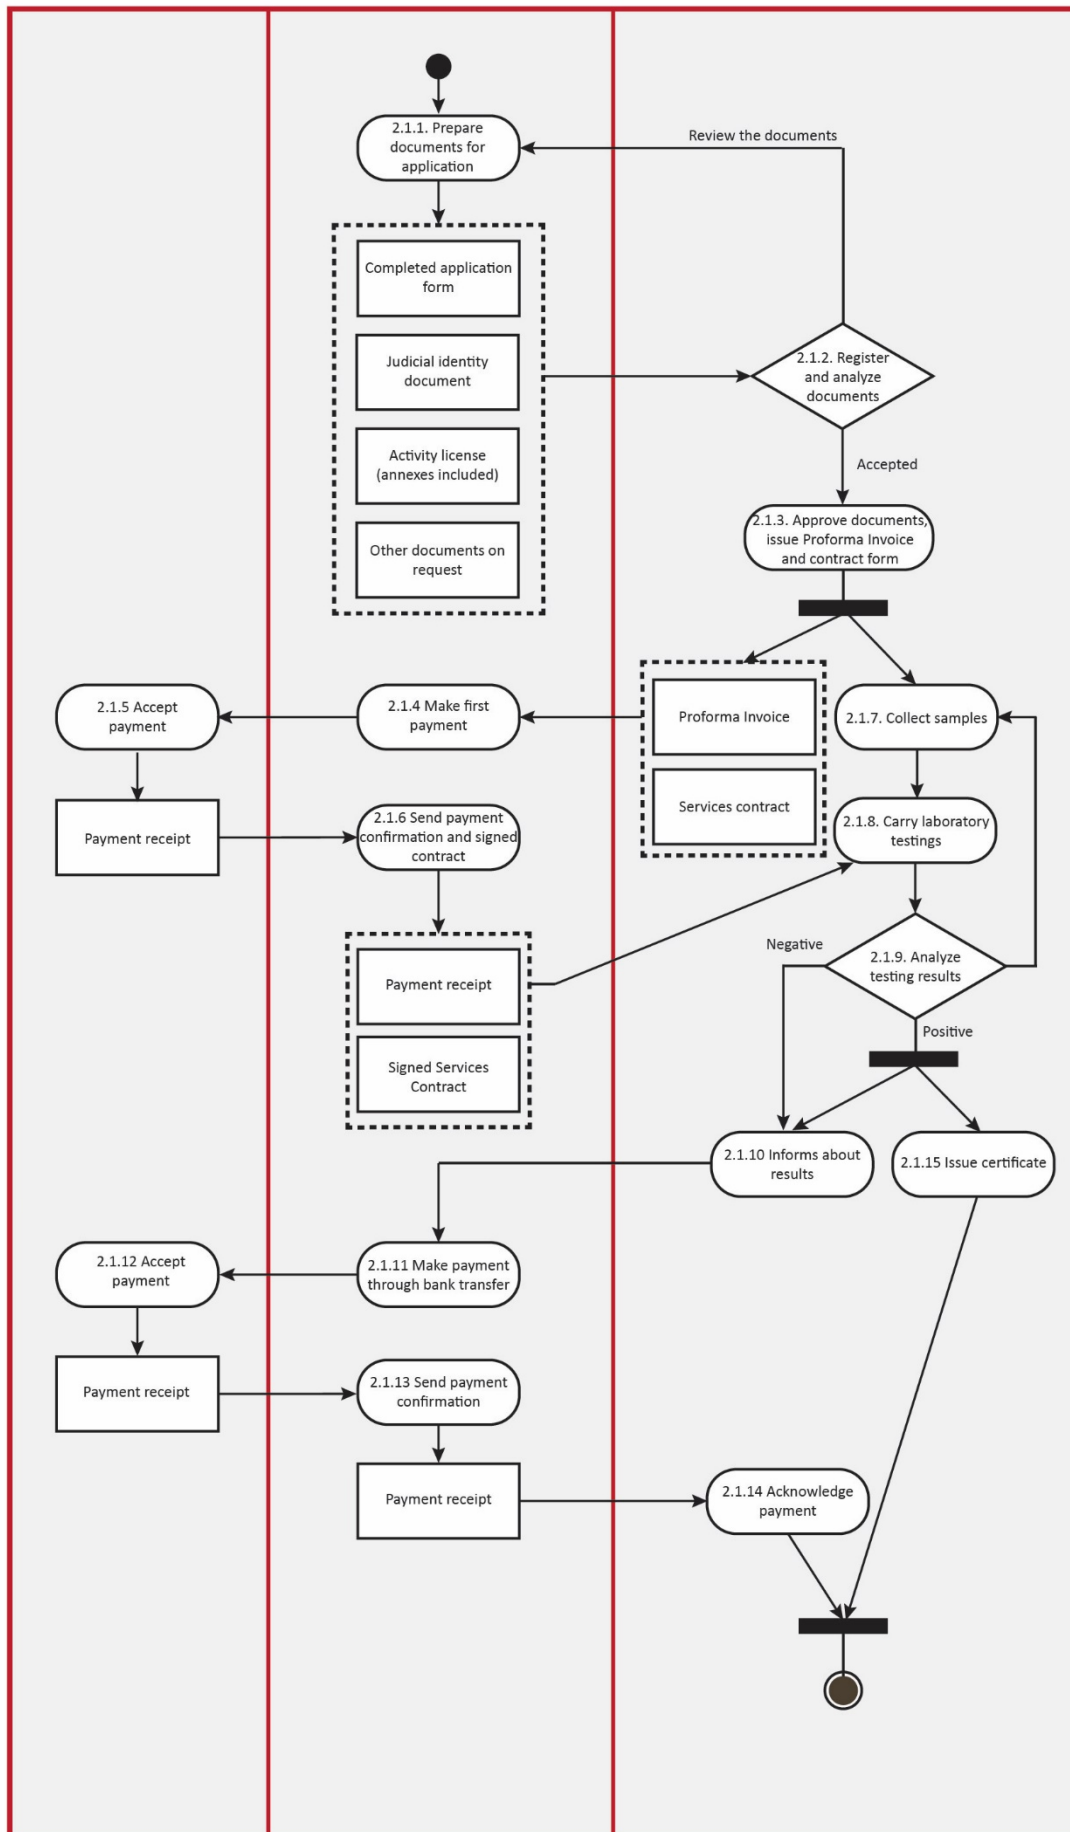 2.1.1. Prepare
documents for
application
Review the documents
Completed application
form
Judicial identity
document
Activity license
(annexes included)
Other documents on
request
2.1.2. Register
and analyze
documents
Accepted
2.1.3. Approve documents,
issue Proforma Invoice
and contract form
2.1.5 Accept
payment
2.1.4 Make first
payment
Proforma Invoice
2.1.7. Collect samples
Payment receipt
2.1.6 Send payment
confirmation and signed
contract
Services contract
2.1.8. Carry laboratory
testings
Negative
2.1.9. Analyze
testing results
Positive
Payment receipt
Signed Services
Contract
2.1.10 Informs about
results
2.1.15 Issue certificate
2.1.12 Accept
payment
2.1.11 Make payment
through bank transfer
Payment receipt
2.1.13 Send payment
confirmation
Payment receipt
2.1.14 Acknowledge
payment